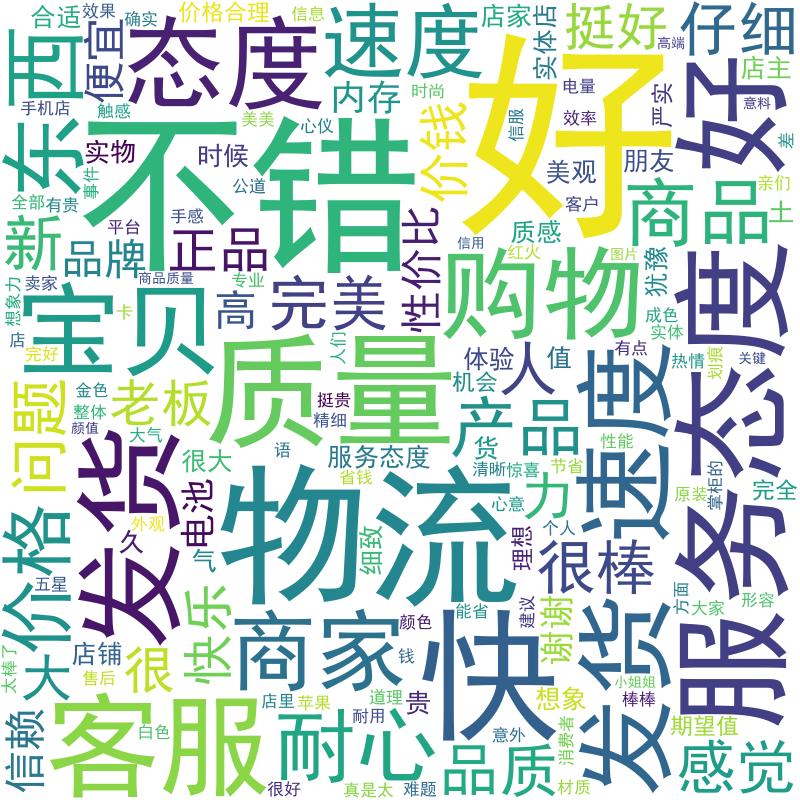 合适
效果
确实
价格合理
信息
店家
实体店
挺好
仔细
西
便宜
态度
速度
好
高端
店主
手机店
触感
内存
时尚
电量
严实
意料
东
不错
美美
心仪
价钱
信服
效率
好
差
实物
时候
美观
朋友
亲们
事件
全部
有贵
公道
质感
客户
商品
土
新
品牌
平台
手感
正品
性价比
信用
红火
图片
犹豫
服务态度
想象力
卖家
商品质量
专业
购物
宝贝
高
完美
成色
实体
店
完好
卡
人们
质量
体验
人
值
有点
热情
划痕
关键
问题
金色
整体
颜值
老板
挺贵
精细
机会
速度
大气
产品
货
性能
发货
很大
语
服务态度
省钱
清晰
惊喜
节省
掌柜的
价格
电池
物流
心意
力
原装
完全
外观
久
气
细致
理想
个人
五星
很棒
方面
形容
大
快乐
商家
颜色
能省
快
建议
谢谢
发货
大家
太棒了
店铺
很
钱
售后
小姐姐
棒棒
信赖
客服
白色
店里
苹果
道理
贵
想象
期望值
耐心
耐用
意外
消费者
品质
感觉
很好
真是太
难题
材质